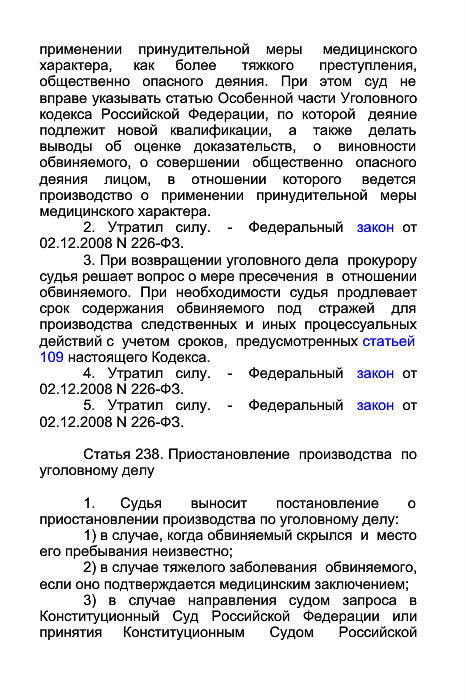 применении принудительной меры медицинского
характера, как более тяжкого преступления,
общественно опасного деяния. При этом суд не
вправе указывать статью Особенной части Уголовного
кодекса Российской Федерации, по которой деяние
подлежит новой квалификации, а также делать
выводы об оценке доказательств, о виновности
обвиняемого, о совершении общественно опасного
деяния лицом, в отношении которого ведется
производство о применении принудительной меры
медицинского характера.
2. Утратил силу. - Федеральный закон от
02.12.2008 N 226-ФЗ.
3. При возвращении уголовного дела прокурору
судья решает вопрос о мере пресечения в отношении
обвиняемого. При необходимости судья продлевает
срок содержания обвиняемого под стражей для
производства следственных и иных процессуальных
действий с учетом сроков, предусмотренных статьей
109 настоящего Кодекса.
4. Утратил силу. - Федеральный закон от
02.12.2008 N 226-ФЗ.
5. Утратил силу. - Федеральный закон от
02.12.2008 N 226-ФЗ.
Статья 238. Приостановление производства по
уголовному делу
1. Судья выносит постановление о
приостановлении производства по уголовному делу:
1) в случае, когда обвиняемый скрылся и место
его пребывания неизвестно;
2) в случае тяжелого заболевания обвиняемого,
если оно подтверждается медицинским заключением;
3) в случае направления судом запроса в
Конституционный Суд Российской Федерации или
принятия Конституционным Судом Российской